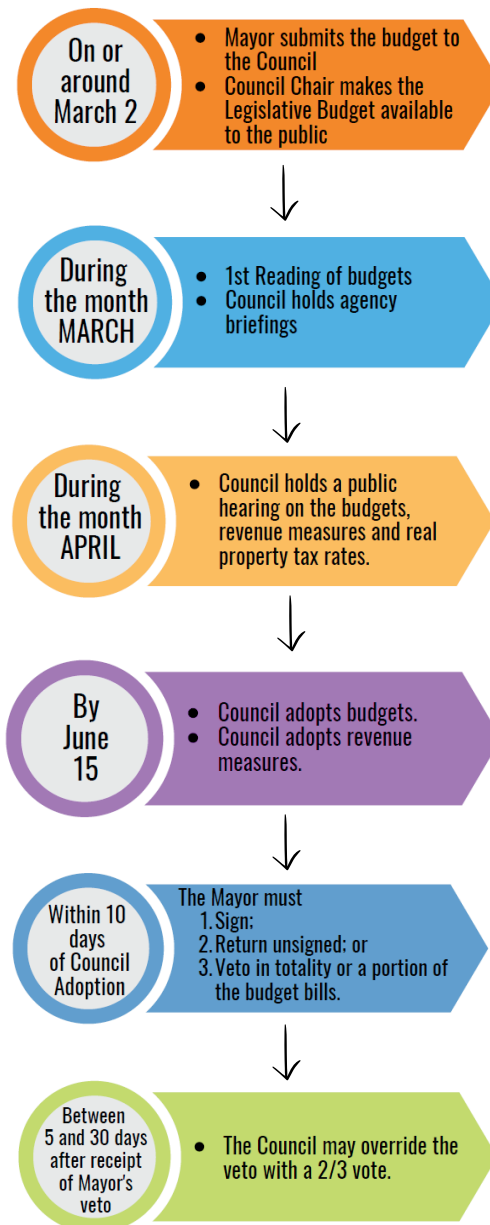 On or
around
March 2
• Mayor submits the budget to
the Council
• Council Chair makes the
Legislative Budget available
to the public
During
the month
MARCH
• 1st Reading of budgets
• Council holds agency
briefings
During
the month
APRIL
• Council holds a public
hearing on the budgets,
revenue measures and real
property tax rates.
By
June
15
• Council adopts budgets.
• Council adopts revenue
measures.
Within 10
days
of Council
Adoption
The Mayor must
1. Sign;
2. Return unsigned; or
3. Veto in totality or a portion of
the budget bills.
Between
5 and 30 days
after receipt
of Mayor's
veto
• The Council may override the
veto with a 2/3 vote.